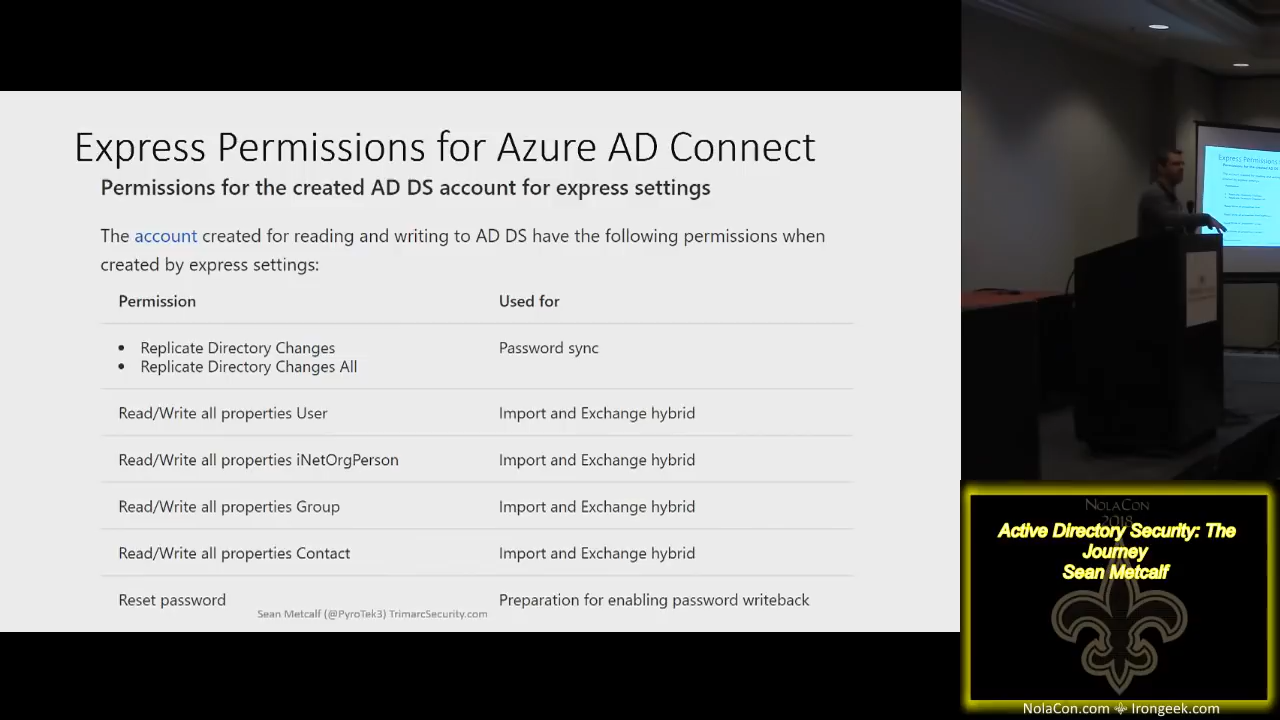 Express Permissions for Azure AD Connect
Permissions for the created AD DS account for express settings
The account created for reading and writing to AD DS have the following permissions when
created by express settings:
Permission Used for
• Replicate Directory Changes Password sync
• Replicate Directory Changes All
Read/Write all properties User Import and Exchange hybrid
Read/Write all properties iNetOrgPerson Import and Exchange hybrid
Read/Write all properties Group Import and Exchange hybrid
Read/Write all properties Contact Import and Exchange hybrid
Reset password Preparation for enabling password writeback
Sean Metcalf (@PyroTek3) TrimarcSecurity.com
Express Permissions
NolaCon
2018
Active Directory Security: The
Journey
Sean Metcalf
NolaCon.com ⚜ Irongeek.com